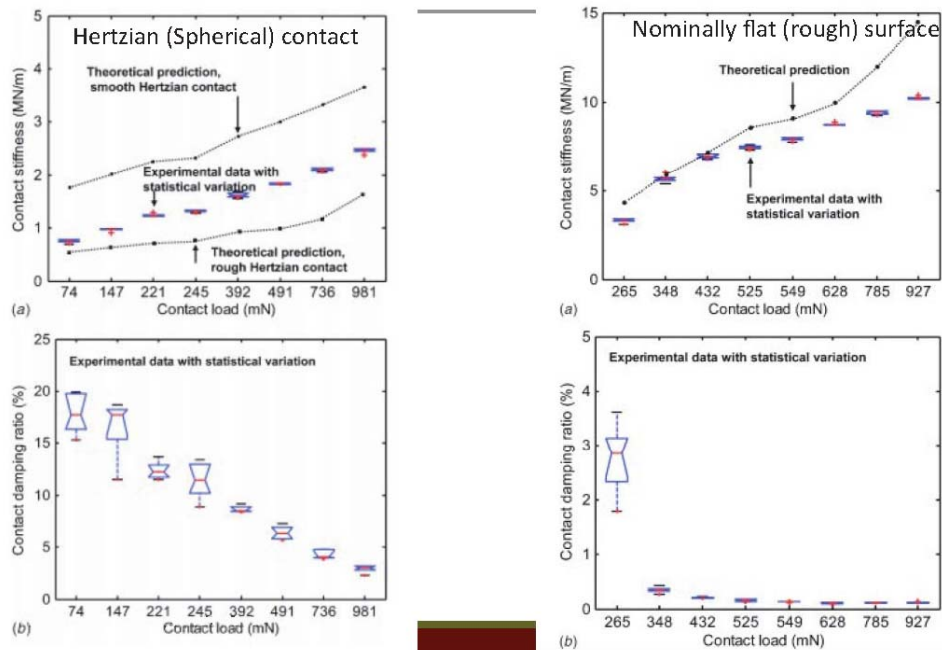 Hertzian (Spherical) contact
Contact stiffness (MN/m)
5
4
3
2
1
0
Theoretical prediction,
smooth Hertzian contact
Experimental data with
statistical variation
Theoretical prediction,
rough Hertzian contact
74 147 221 245 392 491 736 981
(a) Contact load (mN)
Contact damping ratio (%)
25
20
15
10
5
0
Experimental data with statistical variation
74 147 221 245 392 491 736 981
(b) Contact load (mN)
Nominally flat (rough) surface
Contact stiffness (MN/m)
15
10
5
0
Theoretical prediction
Experimental data with
statistical variation
265 348 432 525 549 628 785 927
(a) Contact load (mN)
Contact damping ratio (%)
5
4
3
2
1
0
Experimental data with statistical variation
265 348 432 525 549 628 785 927
(b) Contact load (mN)